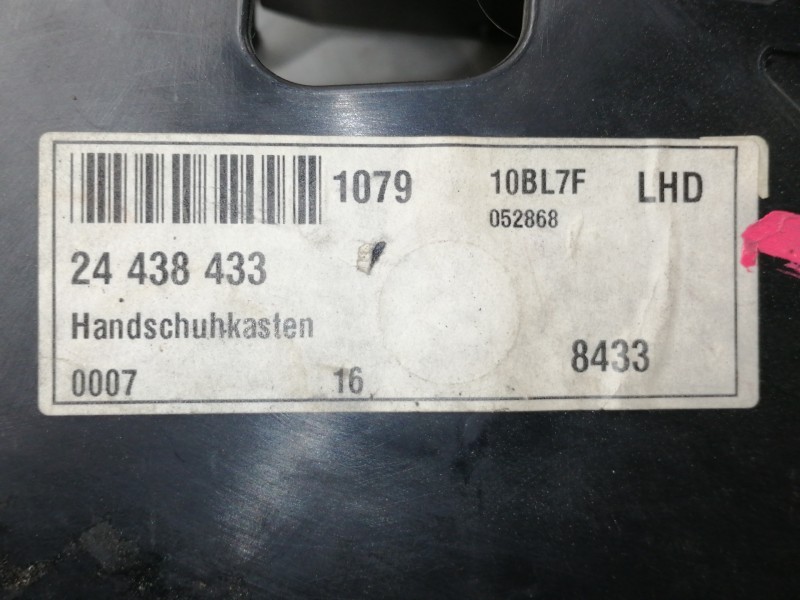 1079 10BL7F LHD
052868
24 438 433
Handschuhkasten
8433
0007 16